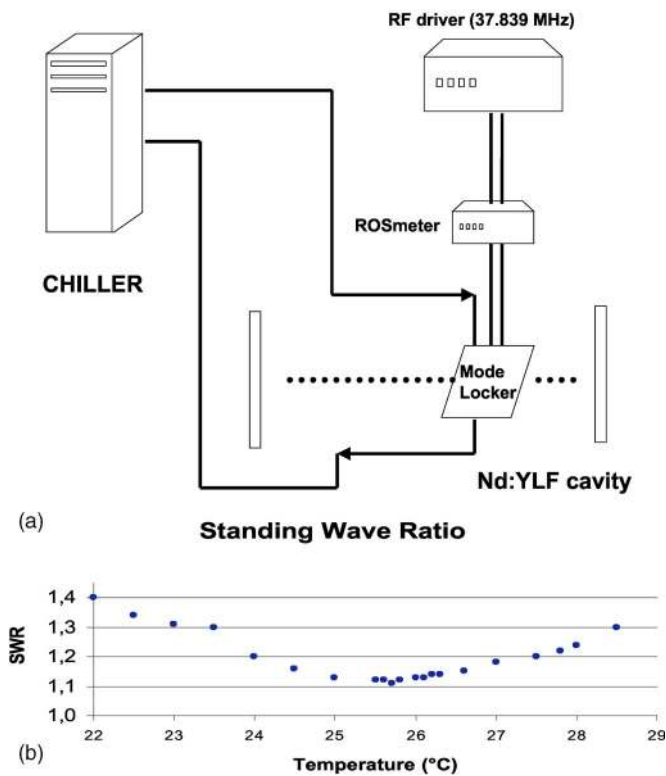 (a)
RF driver (37.839 MHz)
ROSmeter
CHILLER
Mode
Locker
Nd:YLF cavity
Standing Wave Ratio
(b)
SWR
1,4
1,3
1,2
1,1
1,0
22 23 24 25 26 27 28 29
Temperature (°C)